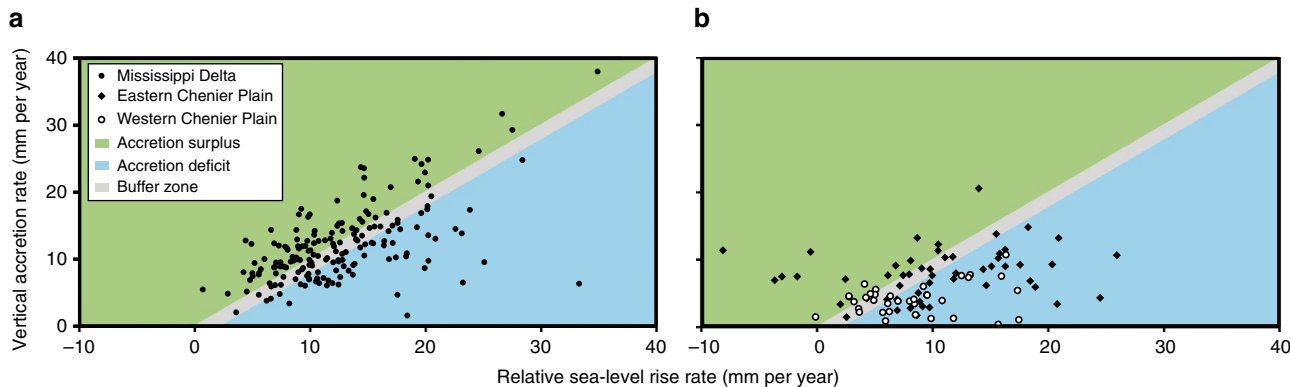 a
b
Vertical accretion rate (mm per year)
40
30
20
10
0
Mississippi Delta
Eastern Chenier Plain
Western Chenier Plain
Accretion surplus
Accretion deficit
Buffer zone
–10 0 10 20 30 40
–10 0 10 20 30 40
Relative sea-level rise rate (mm per year)